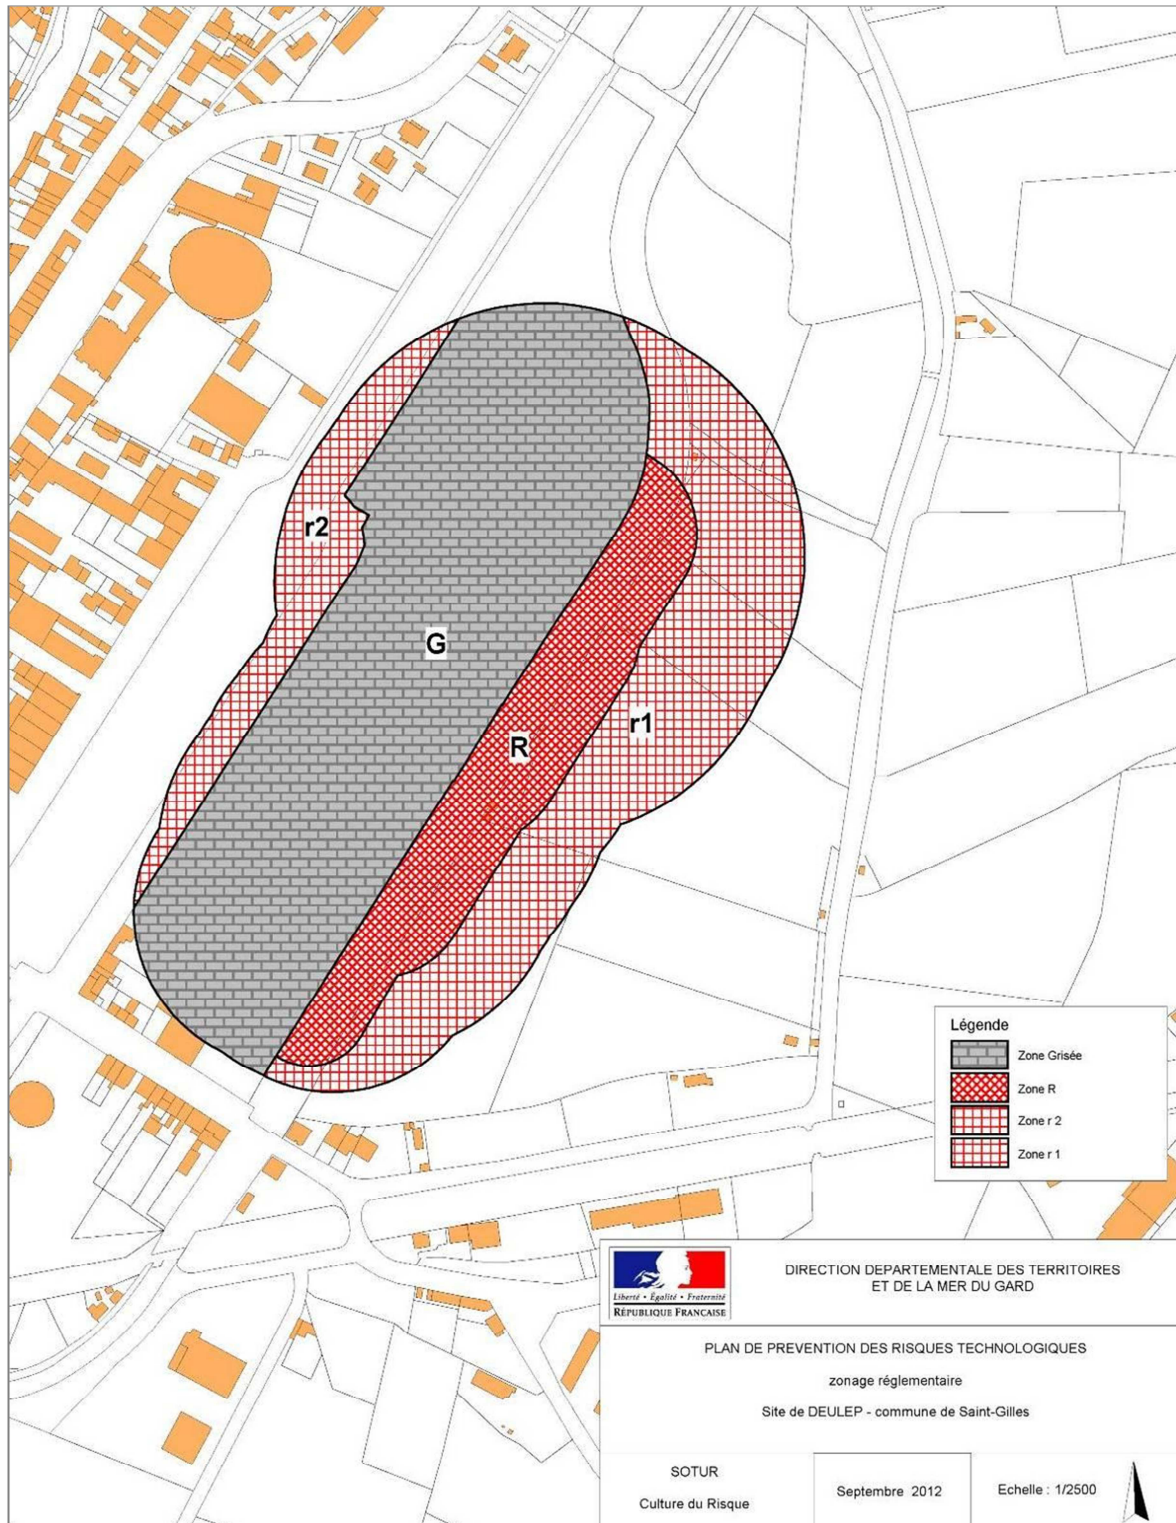 r2
G
R
r1
Légende
Zone Grisée
Zone R
Zone r 2
Zone r 1
Liberté • Égalité • Fraternité
RÉPUBLIQUE FRANÇAISE
DIRECTION DEPARTEMENTALE DES TERRITOIRES
ET DE LA MER DU GARD
PLAN DE PREVENTION DES RISQUES TECHNOLOGIQUES
zonage réglementaire
Site de DEULEP - commune de Saint-Gilles
SOTUR
Culture du Risque
Septembre 2012
Echelle : 1/2500